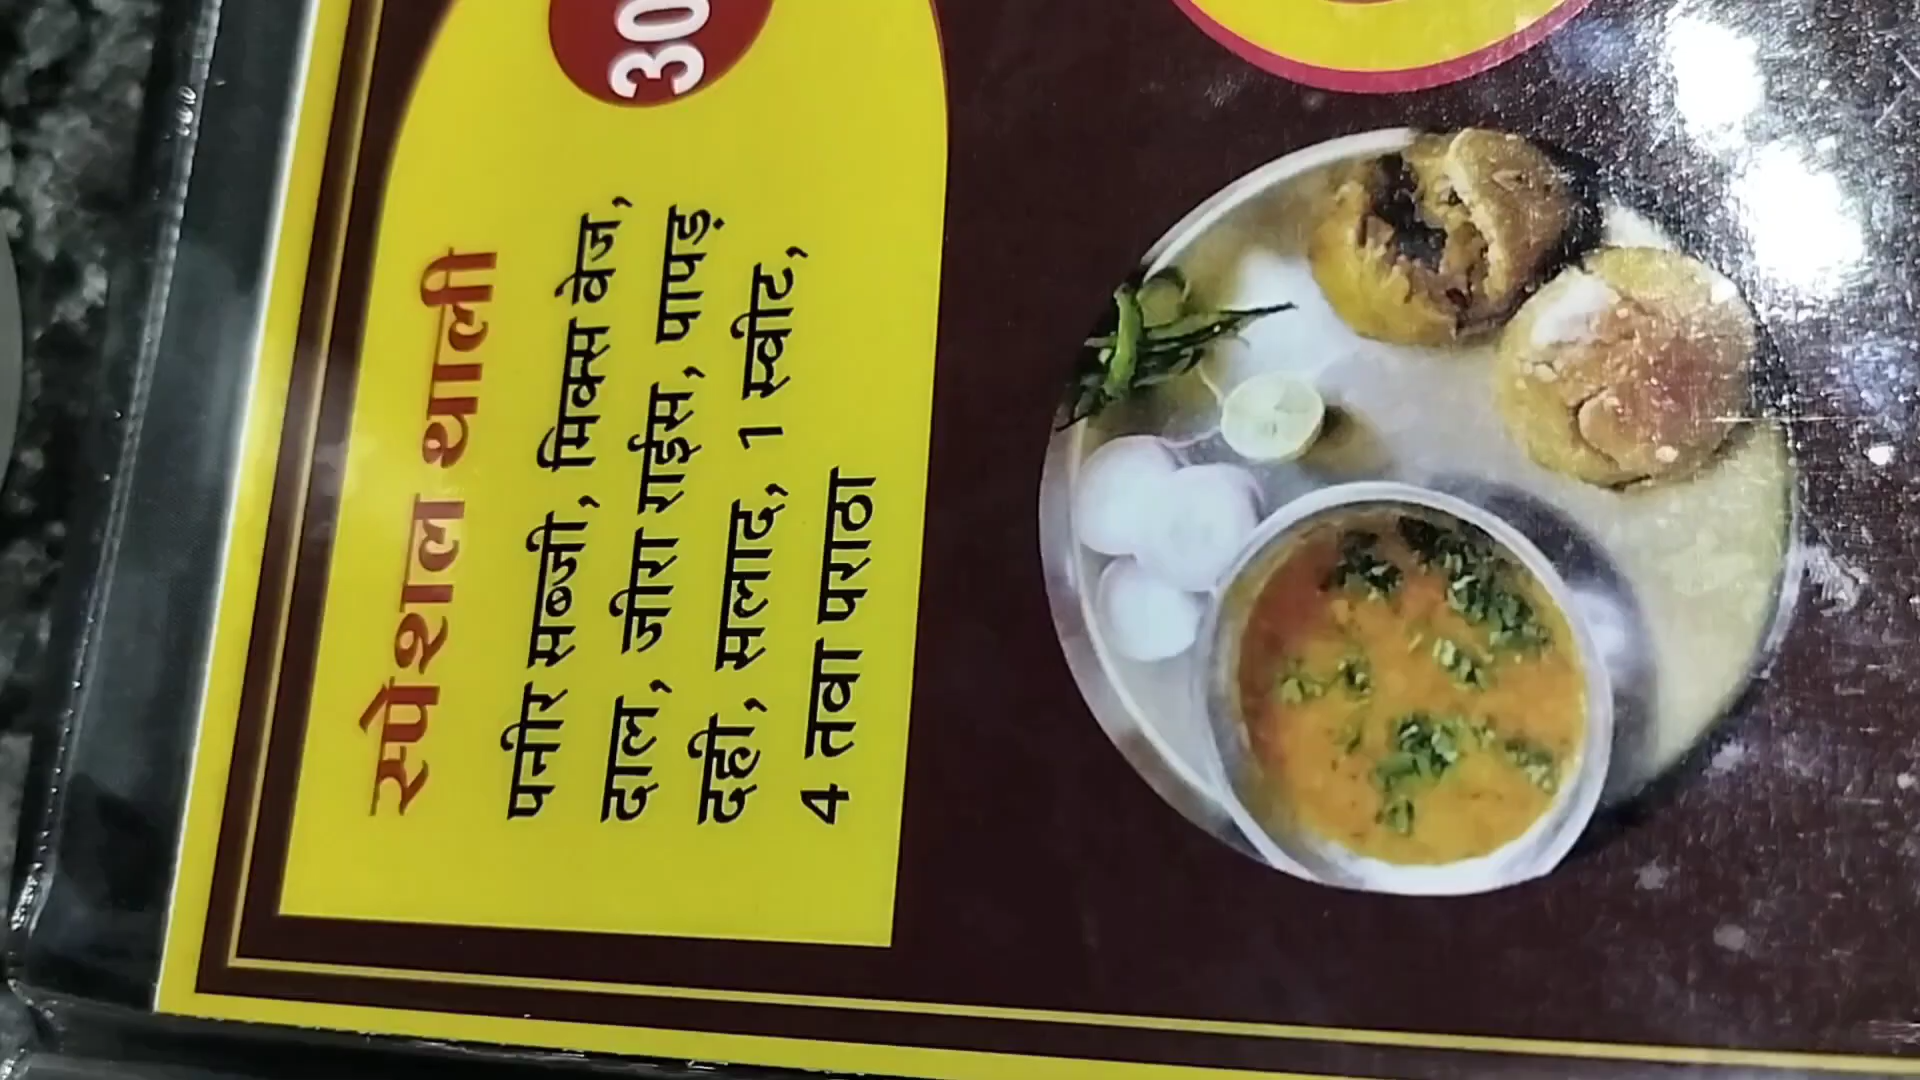 स्पेशल थाली
पनीर सब्जी, मिक्स वेज,
दाल, जीरा राईस, पापड़
दही, सलाद, 1 स्वीट,
4 तवा पराठा